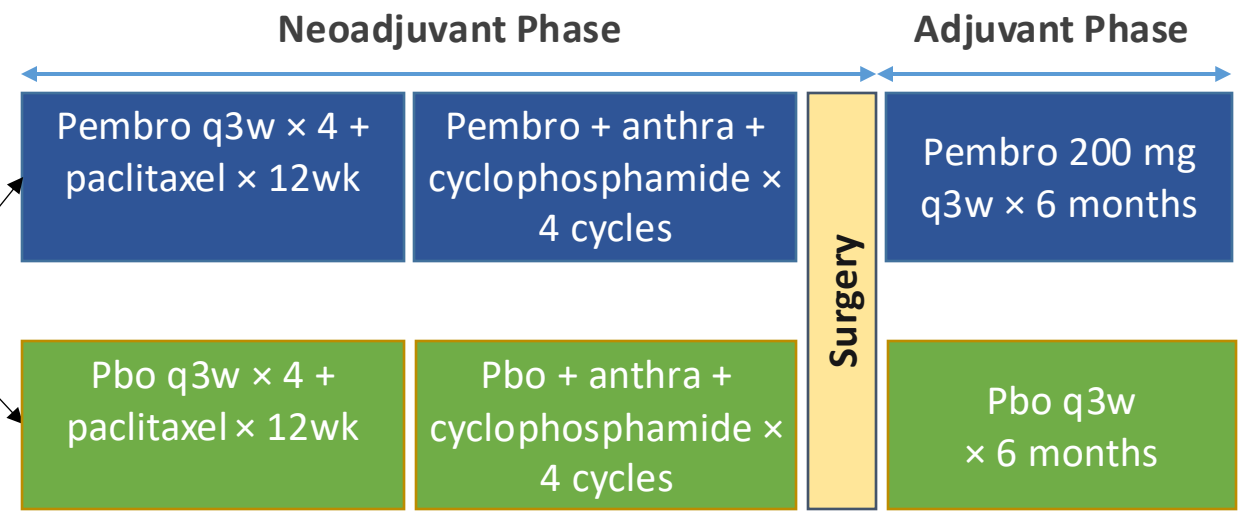 Neoadjuvant Phase
Adjuvant Phase
Pembro q3w × 4 +
paclitaxel × 12wk
Pembro + anthra +
cyclophosphamide ×
4 cycles
Surgery
Pembro 200 mg
q3w × 6 months
Pbo q3w × 4 +
paclitaxel × 12wk
Pbo + anthra +
cyclophosphamide ×
4 cycles
Pbo q3w
× 6 months